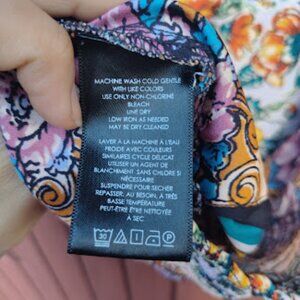 MACHINE WASH COLD GENTLE
WITH LIKE COLORS
USE ONLY NON-CHLORINE
BLEACH
LINE DRY
LOW IRON AS NEEDED
MAY BE DRY CLEANED
LAVER À LA MACHINE À L'EAU
FROIDE AVEC COULEURS
SIMILAIRES CYCLE DÉLICAT
UTILISER UN AGENT DE
BLANCHIMENT SANS CHLORE SI
NÉCESSAIRE
SUSPENDRE POUR SÉCHER
REPASSER, AU BESOIN, À TRÈS
BASSE TEMPÉRATURE
PEUT-ÊTRE ÊTRE NETTOYÉE
À SEC
30